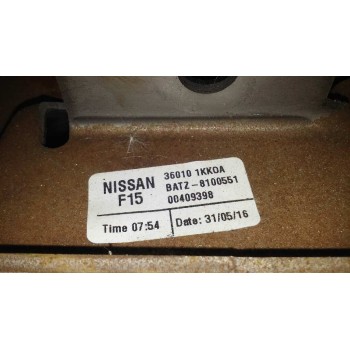 NISSAN
F15
36010 1KK0A
BATZ-8100551
00409398
Time 07:54
Date: 31/05/16